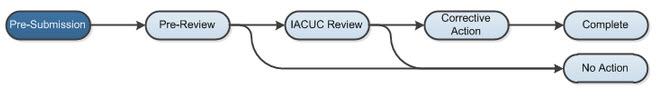 Pre-Submission
Pre-Review
IACUC Review
Corrective
Action
Complete
No Action